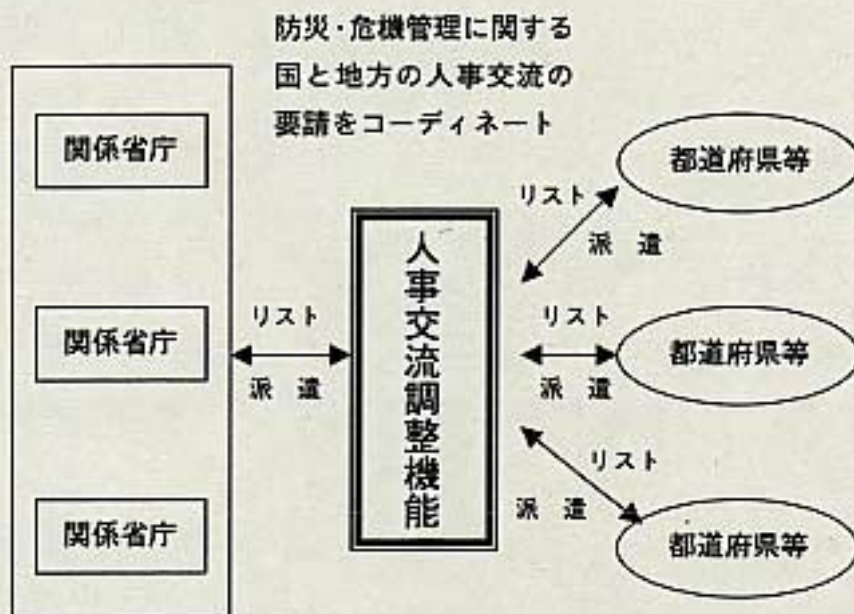 防災・危機管理に関する
国と地方の人事交流の
要請をコーディネート
関係省庁
関係省庁
関係省庁
リスト
派遣
人事交流調整機能
リスト
派遣
リスト
派遣
リスト
派遣
都道府県等
都道府県等
都道府県等